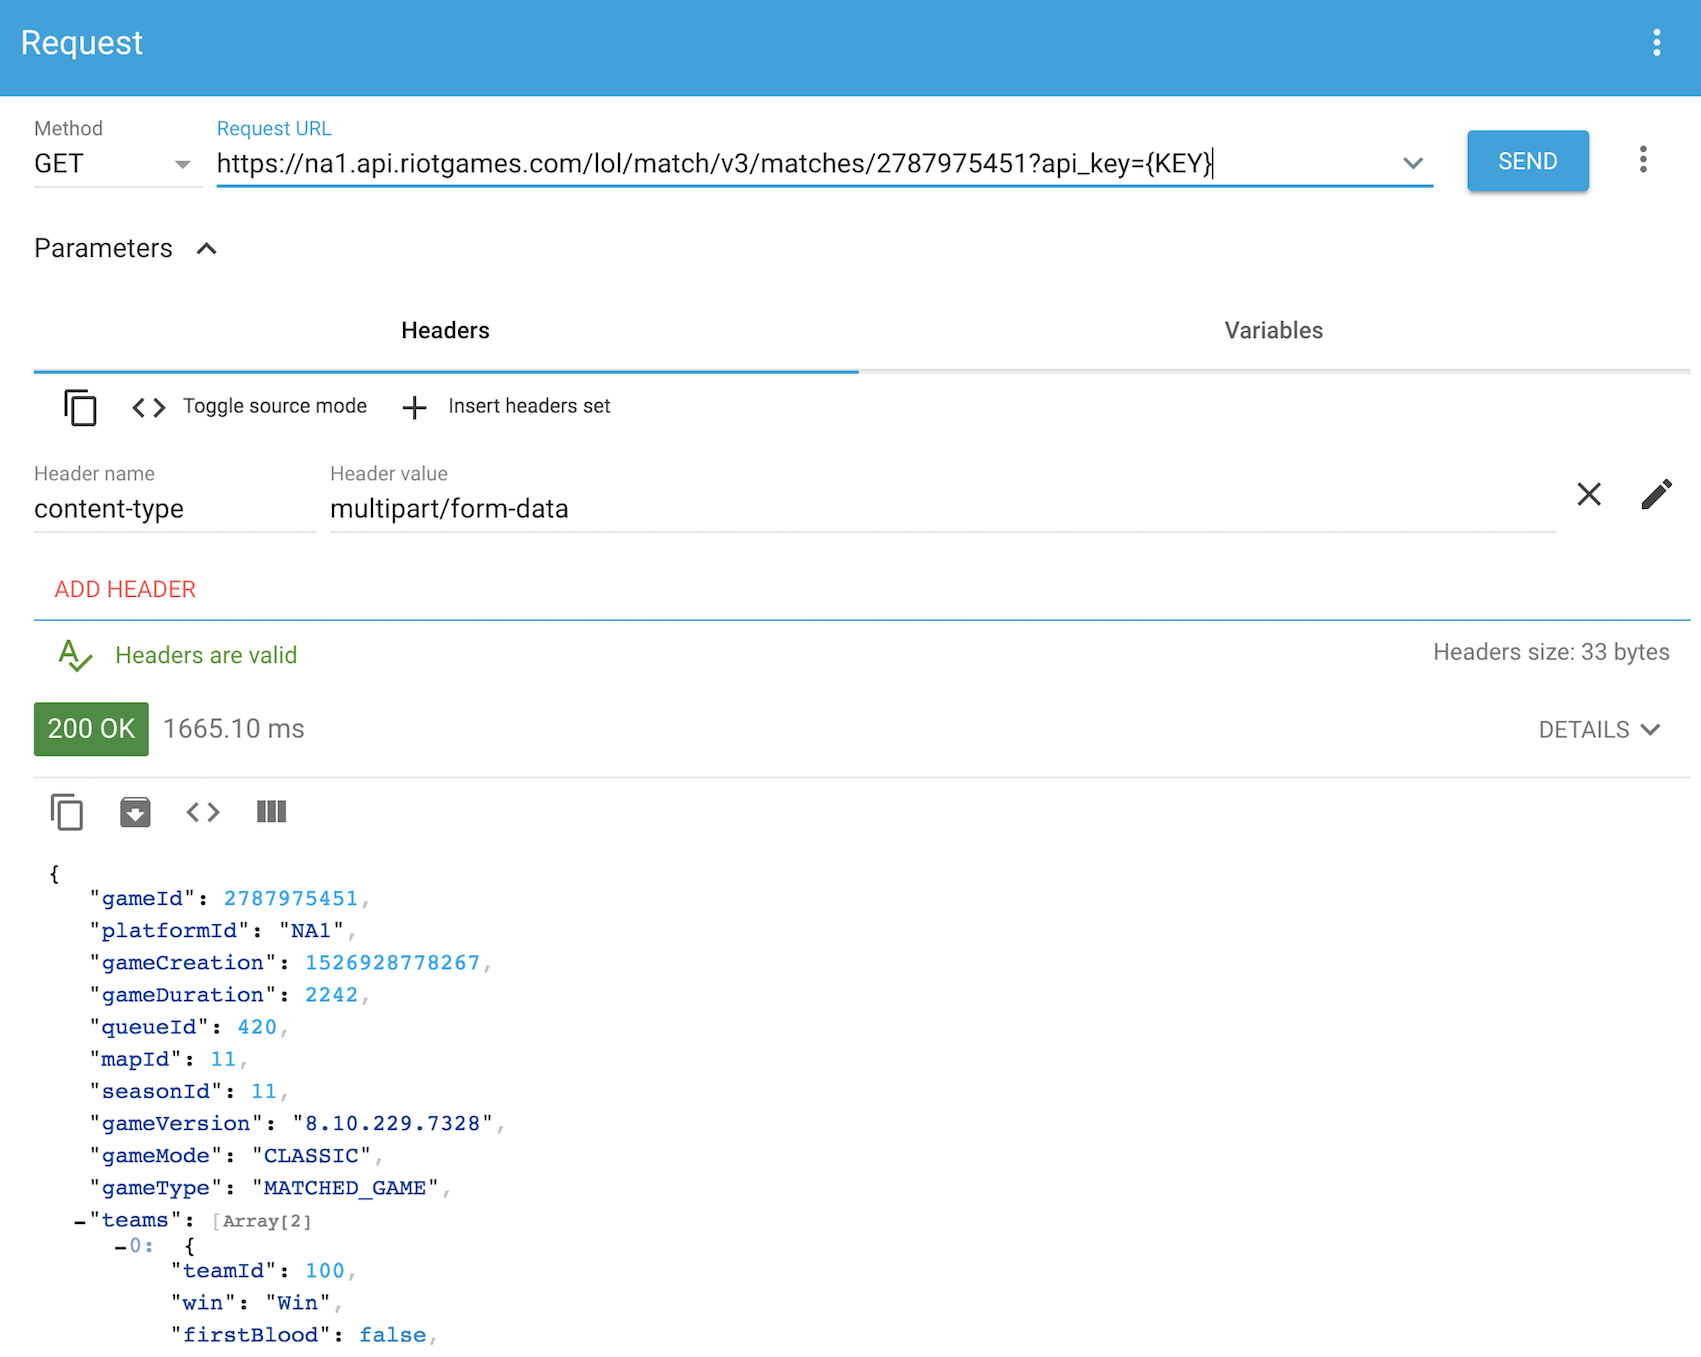 Request
Method
Request URL
GET
https://na1.api.riotgames.com/lol/match/v3/matches/2787975451?api_key={KEY}
SEND
Parameters
Headers
Variables
Toggle source mode
Insert headers set
Header name
Header value
content-type
multipart/form-data
ADD HEADER
Headers are valid
Headers size: 33 bytes
200 OK
1665.10 ms
DETAILS
{
"gameId": 2787975451,
"platformId": "NA1",
"gameCreation": 1526928778267,
"gameDuration": 2242,
"queueId": 420,
"mapId": 11,
"seasonId": 11,
"gameVersion": "8.10.229.7328",
"gameMode": "CLASSIC",
"gameType": "MATCHED_GAME",
-"teams": [Array[2]
-0: {
"teamId": 100,
"win": "Win",
"firstBlood": false,